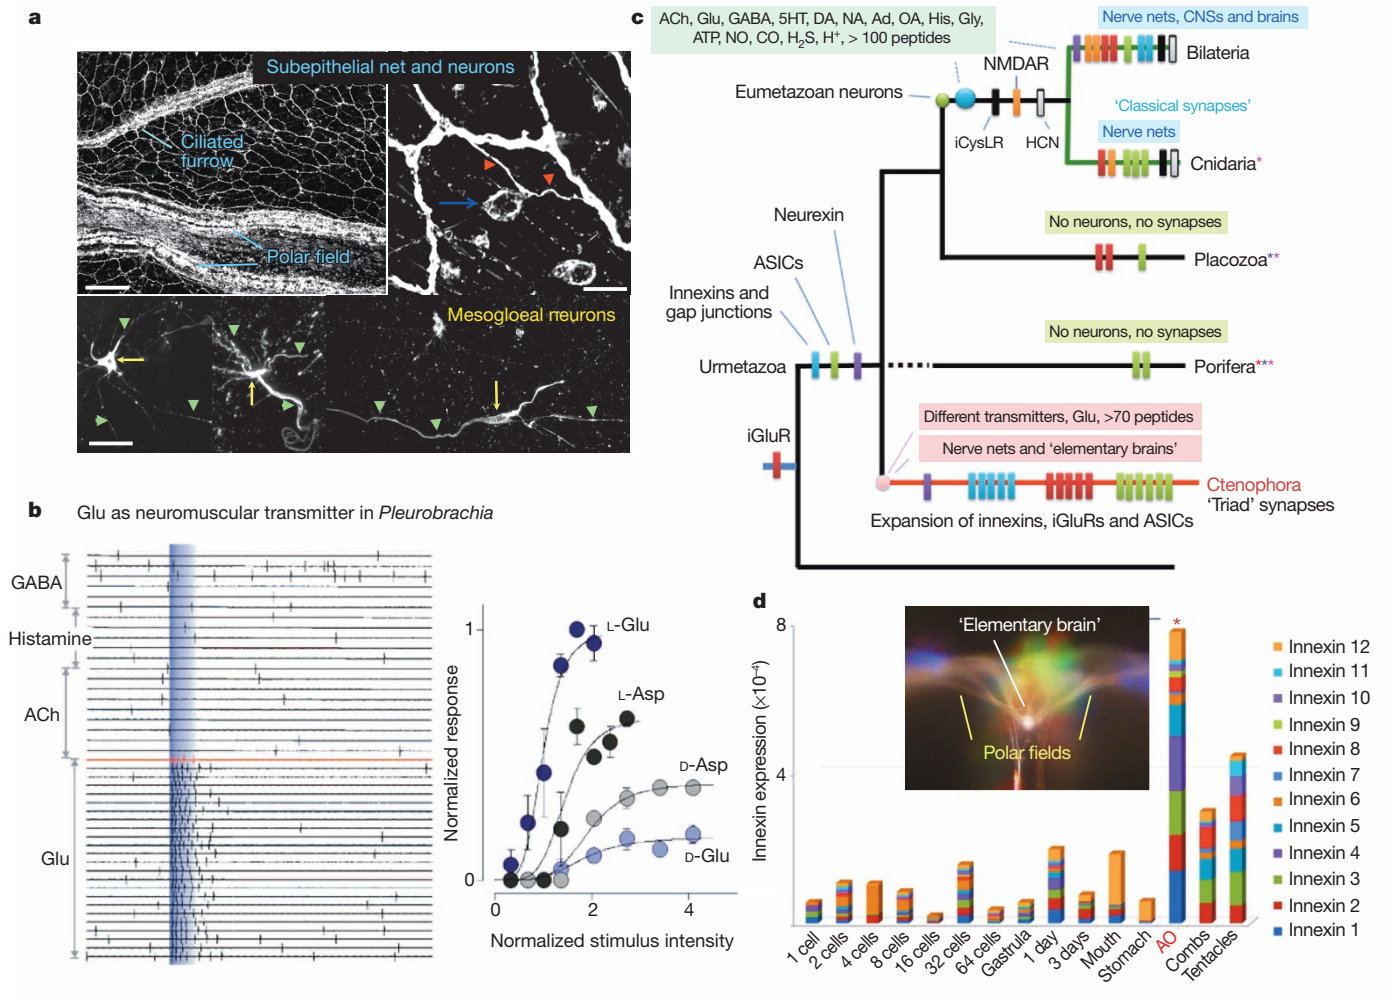 a
Subepithelial net and neurons
Ciliated
furrow
Polar field
Mesogloeal neurons
b
Glu as neuromuscular transmitter in Pleurobrachia
GABA
Histamine
ACh
Glu
Normalized response
1
0
L-Glu
L-Asp
D-Asp
D-Glu
0
2
4
Normalized stimulus intensity
c
ACh, Glu, GABA, 5HT, DA, NA, Ad, OA, His, Gly,
ATP, NO, CO, H2S, H+, > 100 peptides
Nerve nets, CNSs and brains
Bilateria
NMDAR
Eumetazoan neurons
iCysLR
HCN
'Classical synapses'
Nerve nets
Cnidaria*
Neurexin
No neurons, no synapses
ASICs
Placozoa**
Innexins and
gap junctions
No neurons, no synapses
Urmetazoa
Porifera***
Different transmitters, Glu, >70 peptides
iGluR
Nerve nets and 'elementary brains'
Ctenophora
'Triad' synapses
Expansion of innexins, iGluRs and ASICs
d
Innexin expression (×10⁻⁴)
8
4
'Elementary brain'
Polar fields
*
1 cell
2 cells
4 cells
8 cells
16 cells
32 cells
64 cells
Gastrula
1 day
3 days
Mouth
Stomach
AO
Combs
Tentacles
Innexin 12
Innexin 11
Innexin 10
Innexin 9
Innexin 8
Innexin 7
Innexin 6
Innexin 5
Innexin 4
Innexin 3
Innexin 2
Innexin 1